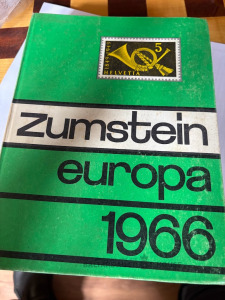 5
HELVETIA
zumstein
europa
1966